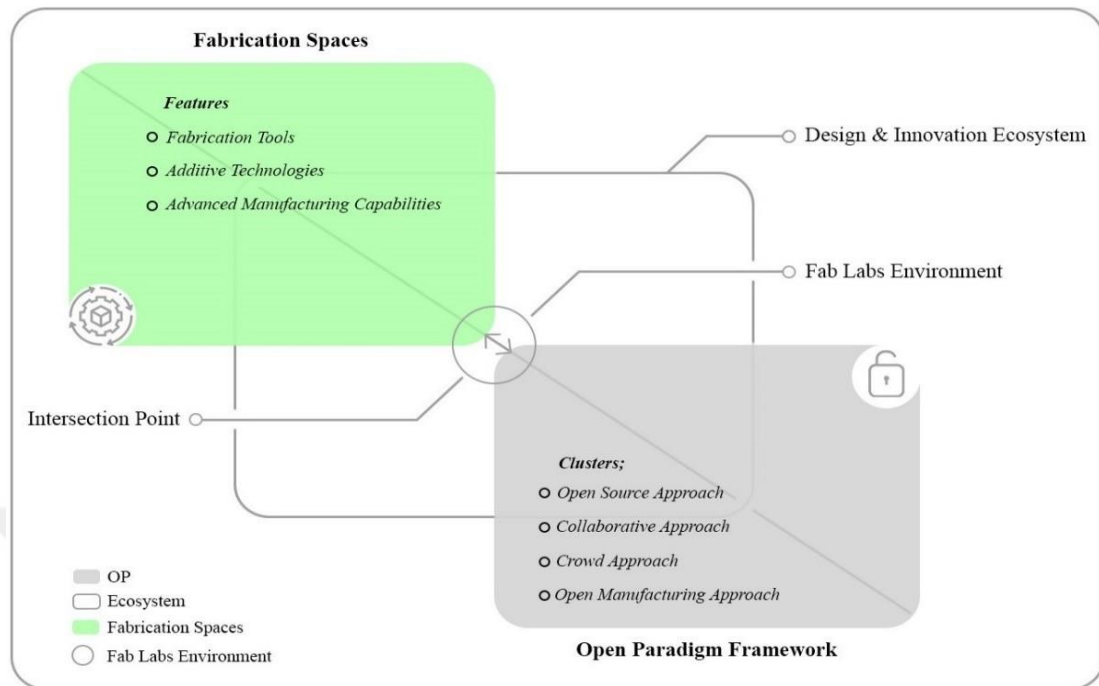 Fabrication Spaces
Features
Fabrication Tools
Additive Technologies
Advanced Manufacturing Capabilities
Design & Innovation Ecosystem
Fab Labs Environment
Intersection Point
Clusters;
Open Source Approach
Collaborative Approach
Crowd Approach
Open Manufacturing Approach
Open Paradigm Framework
OP
Ecosystem
Fabrication Spaces
Fab Labs Environment